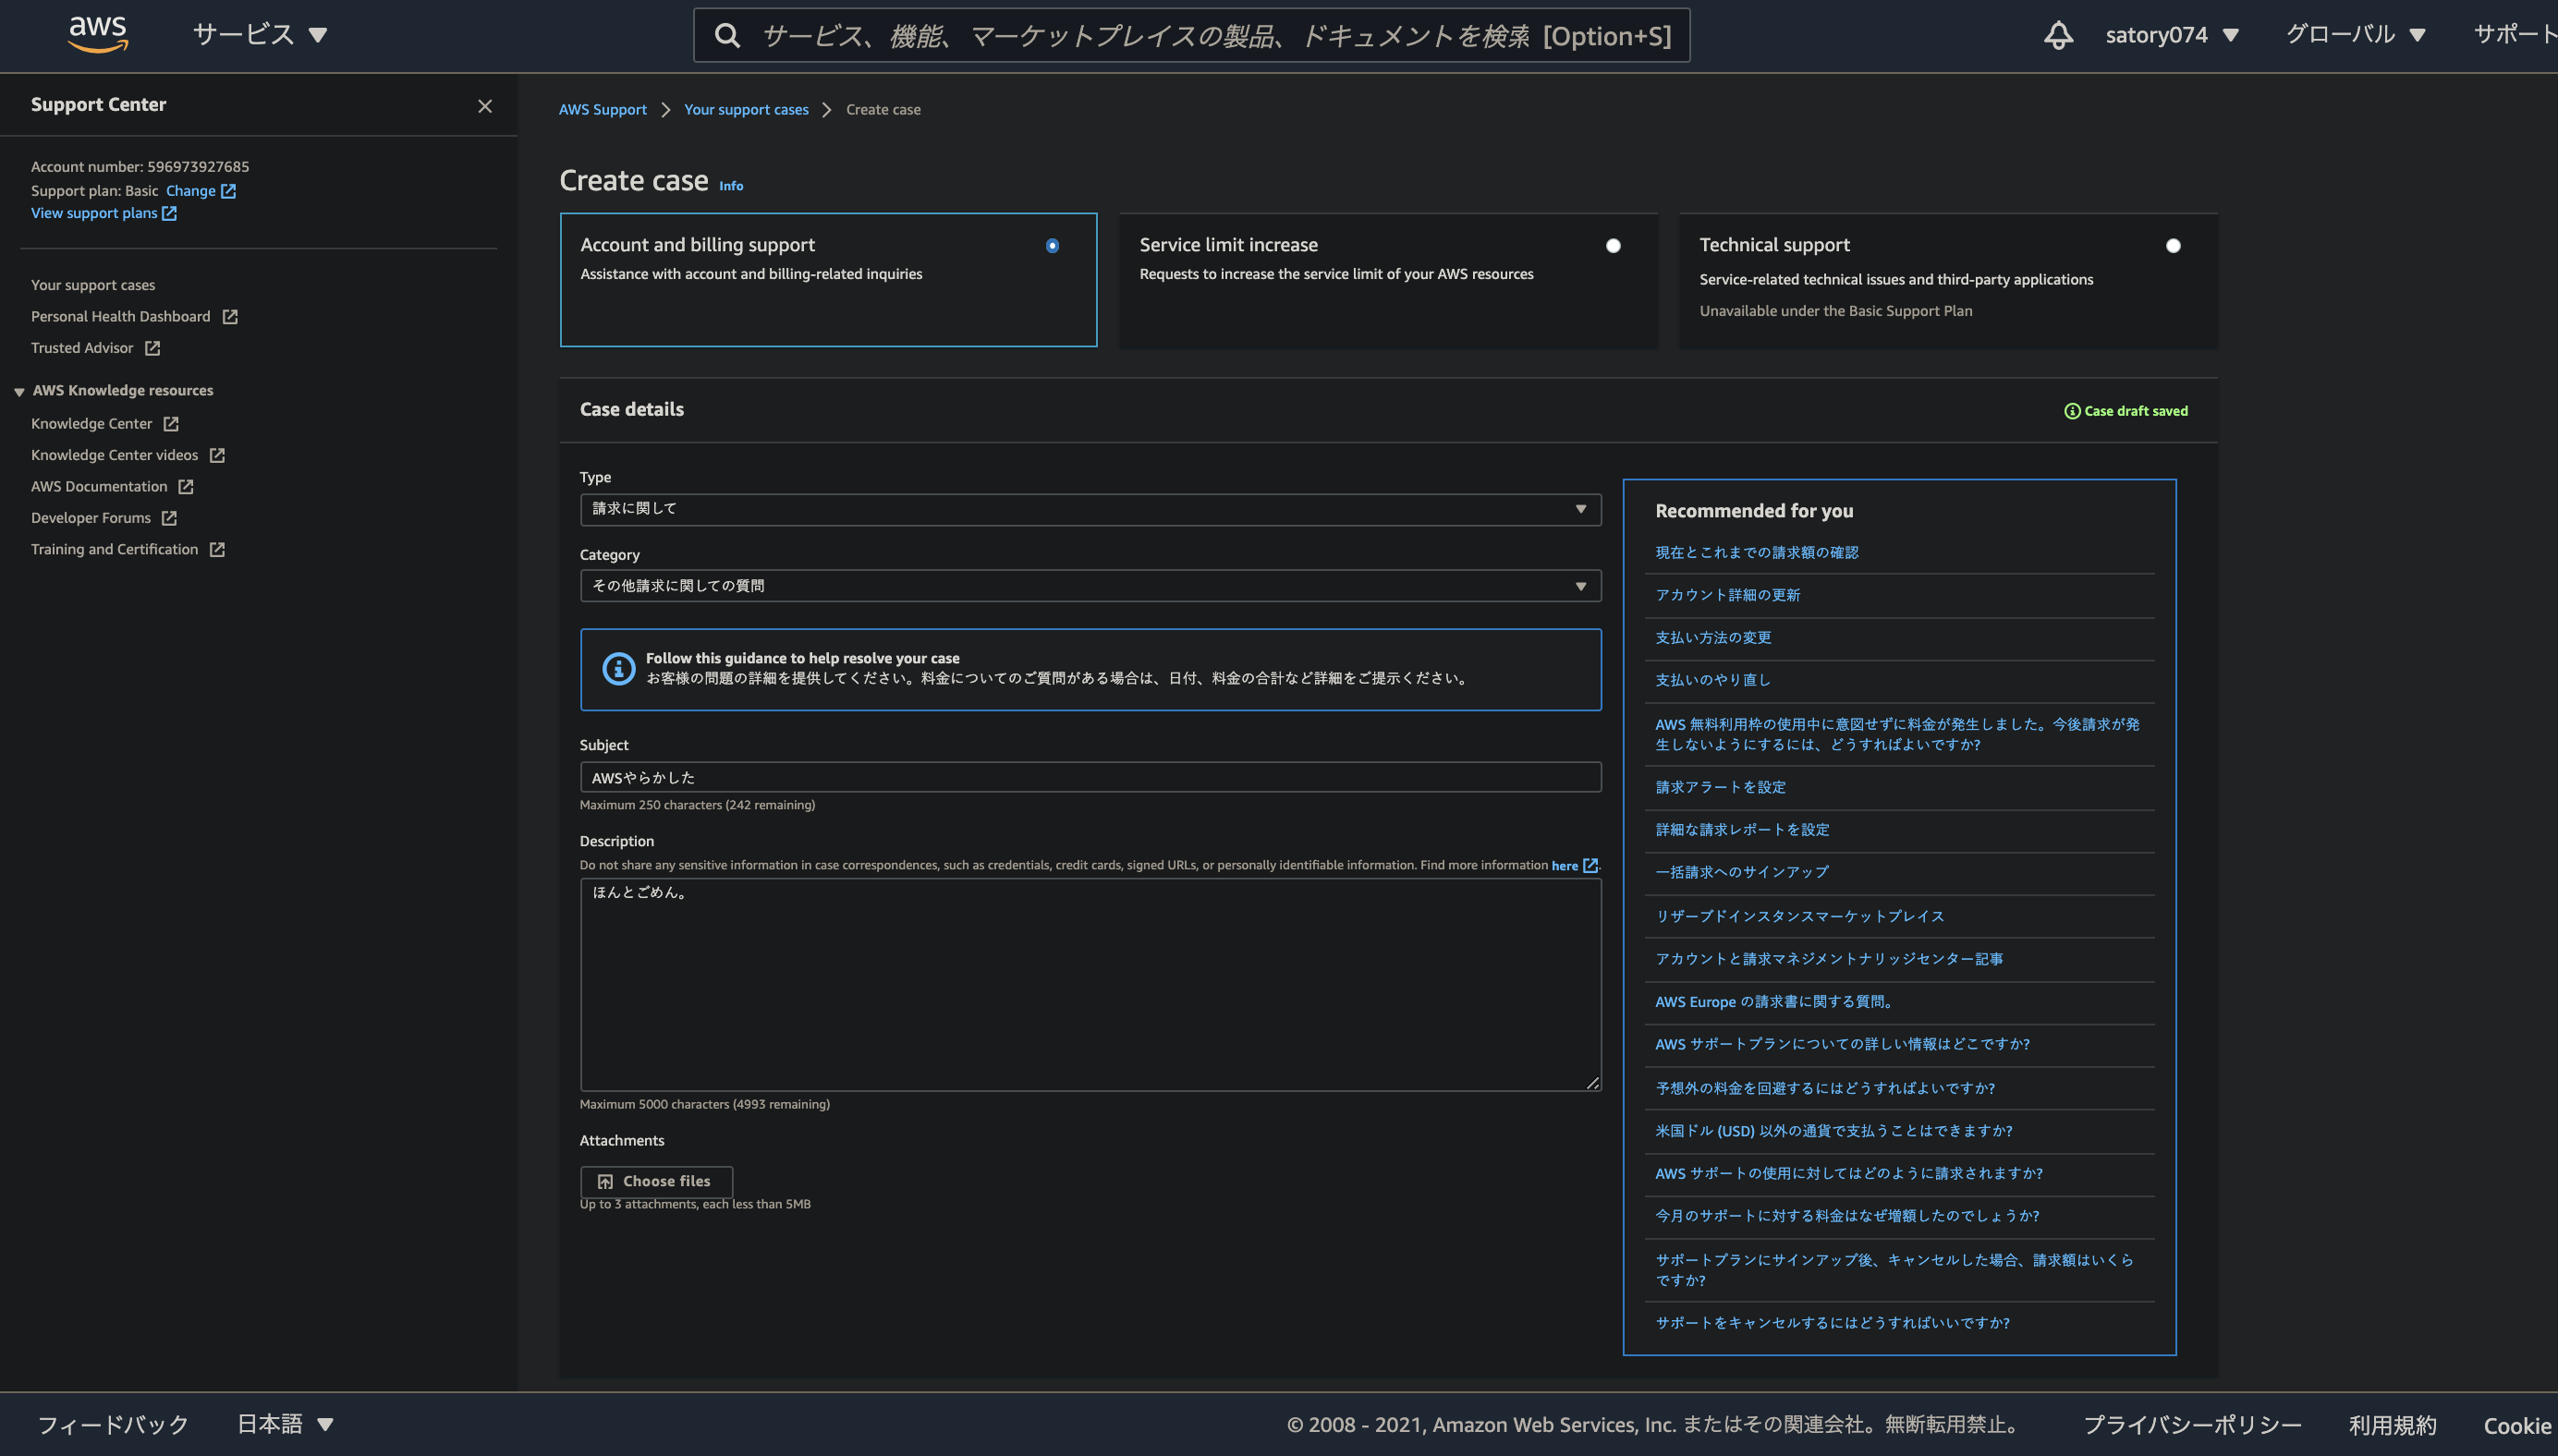 aws
サービス
サービス、機能、マーケットプレイスの製品、ドキュメントを検索 [Option+S]
satory074
グローバル
サポート
Support Center
Account number: 596973927685
Support plan: Basic Change
View support plans
Your support cases
Personal Health Dashboard
Trusted Advisor
AWS Knowledge resources
Knowledge Center
Knowledge Center videos
AWS Documentation
Developer Forums
Training and Certification
AWS Support
Your support cases
Create case
Create case Info
Account and billing support
Assistance with account and billing-related inquiries
Service limit increase
Requests to increase the service limit of your AWS resources
Technical support
Service-related technical issues and third-party applications
Unavailable under the Basic Support Plan
Case details
Case draft saved
Type
請求に関して
Category
その他請求に関しての質問
Follow this guidance to help resolve your case
お客様の問題の詳細を提供してください。料金についてのご質問がある場合は、日付、料金の合計など詳細をご提示ください。
Subject
AWSやらかした
Maximum 250 characters (242 remaining)
Description
Do not share any sensitive information in case correspondences, such as credentials, credit cards, signed URLs, or personally identifiable information. Find more information here.
ほんとごめん。
Maximum 5000 characters (4993 remaining)
Attachments
Choose files
Up to 3 attachments, each less than 5MB
Recommended for you
現在とこれまでの請求額の確認
アカウント詳細の更新
支払い方法の変更
支払いのやり直し
AWS 無料利用枠の使用中に意図せずに料金が発生しました。今後請求が発
生しないようにするには、どうすればよいですか?
請求アラートを設定
詳細な請求レポートを設定
一括請求へのサインアップ
リザーブドインスタンスマーケットプレイス
アカウントと請求マネジメントナリッジセンター記事
AWS Europe の請求書に関する質問。
AWS サポートプランについての詳しい情報はどこですか?
予想外の料金を回避するにはどうすればよいですか?
米国ドル (USD) 以外の通貨で支払うことはできますか?
AWS サポートの使用に対してはどのように請求されますか?
今月のサポートに対する料金はなぜ増額したのでしょうか?
サポートプランにサインアップ後、キャンセルした場合、請求額はいくら
ですか?
サポートをキャンセルするにはどうすればいいですか?
フィードバック
日本語
© 2008 - 2021, Amazon Web Services, Inc. またはその関連会社。無断転用禁止。
プライバシーポリシー
利用規約
Cookie